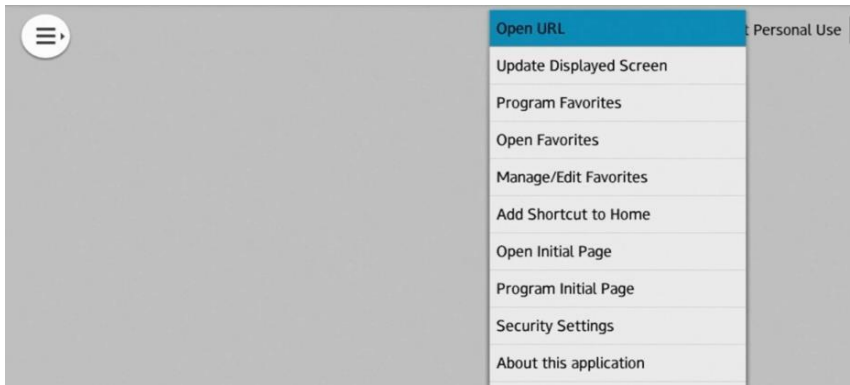 Open URL
t Personal Use
Update Displayed Screen
Program Favorites
Open Favorites
Manage/Edit Favorites
Add Shortcut to Home
Open Initial Page
Program Initial Page
Security Settings
About this application